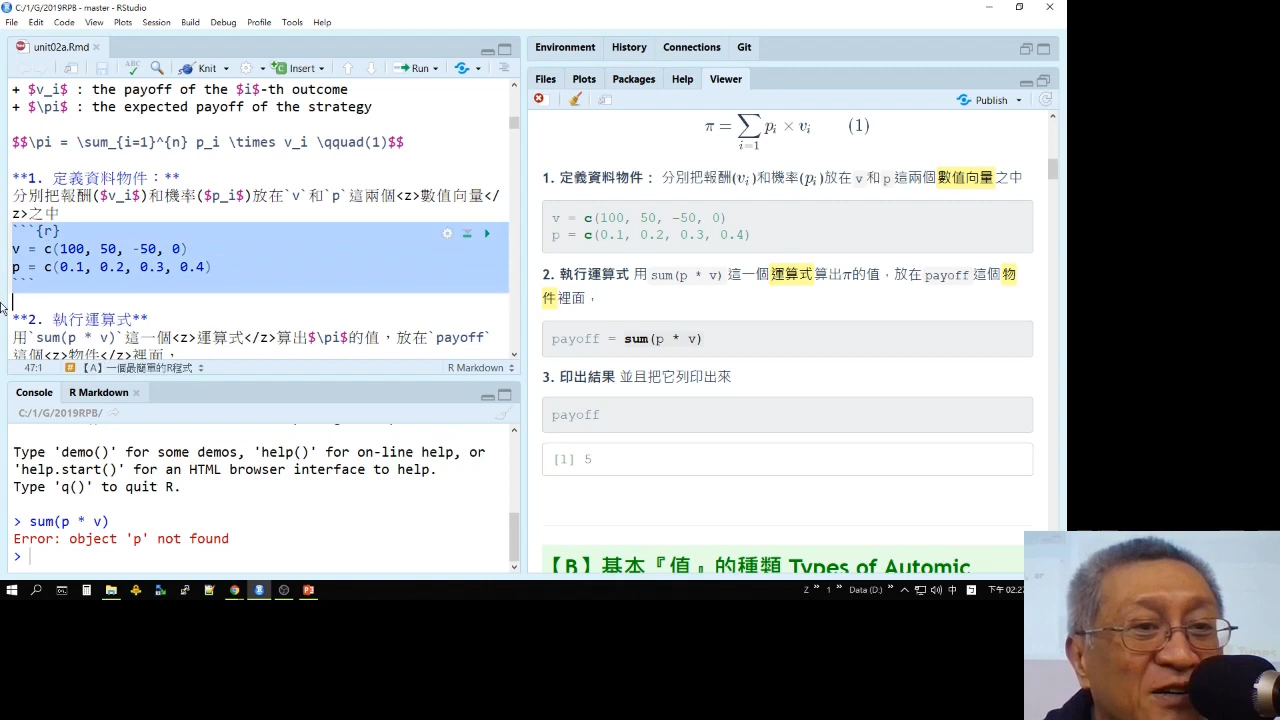 C:/1/G/2019RPB - master - RStudio
File Edit Code View Plots Session Build Debug Profile Tools Help
unit02a.Rmd
ABC Knit Insert Run
+ $v_i$ : the payoff of the $i$-th outcome
+ $\pi$ : the expected payoff of the strategy
$$\pi = \sum_{i=1}^{n} p_i \times v_i \qquad(1)$$
**1. 定義資料物件：**
分別把報酬($v_i$)和機率($p_i$)放在`v`和`p`這兩個<z>數值向量</
z>之中
```{r}
v = c(100, 50, -50, 0)
p = c(0.1, 0.2, 0.3, 0.4)
```
**2. 執行運算式**
用`sum(p * v)`這一個<z>運算式</z>算出$\pi$的值，放在`payoff`
這個<z>物件</z>裡面，
47:1 【A】一個最簡單的R程式 R Markdown
Console R Markdown
C:/1/G/2019RPB/
Type 'demo()' for some demos, 'help()' for on-line help, or
'help.start()' for an HTML browser interface to help.
Type 'q()' to quit R.
> sum(p * v)
Error: object 'p' not found
>
Environment History Connections Git
Files Plots Packages Help Viewer
Publish
π = ∑ i=1 p_i × v_i (1)
1. 定義資料物件： 分別把報酬(v_i)和機率(p_i)放在 v 和 p 這兩個數值向量之中
v = c(100, 50, -50, 0)
p = c(0.1, 0.2, 0.3, 0.4)
2. 執行運算式 用 sum(p * v) 這一個運算式算出π的值，放在 payoff 這個物
件裡面，
payoff = sum(p * v)
3. 印出結果 並且把它列印出來
payoff
[1] 5
【B】基本『值』的種類 Types of Automic
Z » 1 » Data (D:) » 中 下午 02:2